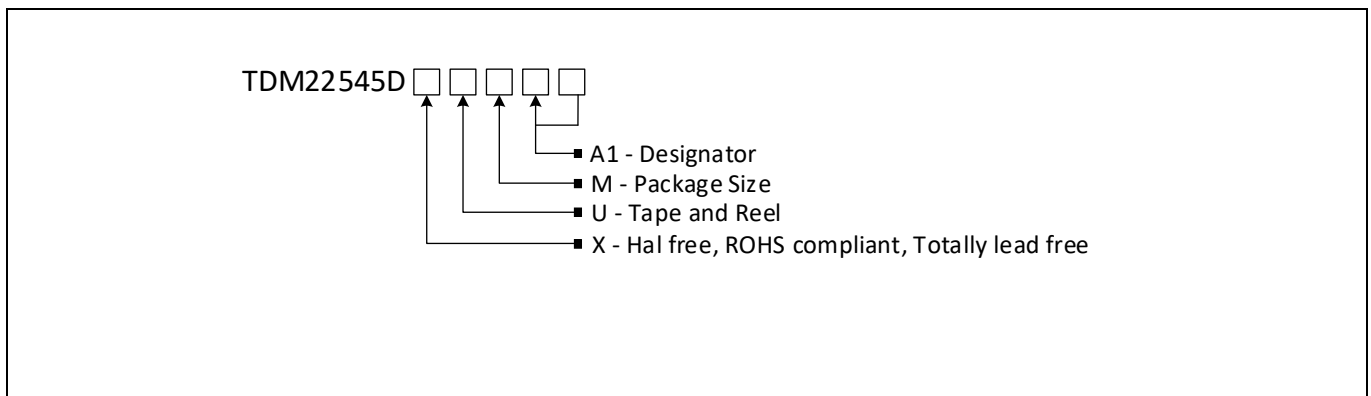 TDM22545D
A1 - Designator
M - Package Size
U - Tape and Reel
X - Hal free, ROHS compliant, Totally lead free